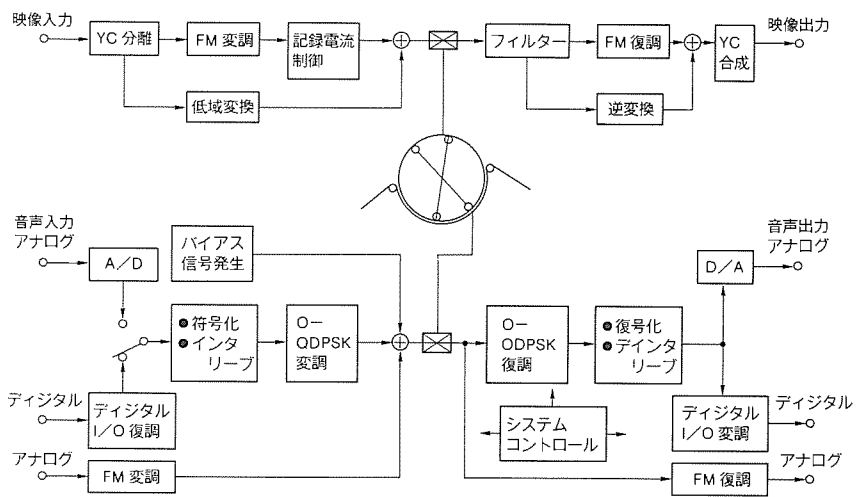 映像入力
YC 分離
FM 変調
記録電流
制御
低域変換
フィルター
FM 復調
逆変換
YC
合成
映像出力
音声入力
アナログ
A/D
バイアス
信号発生
●符号化
●インタ
リーブ
O−
QDPSK
変調
O−
QDPSK
復調
●復号化
●デインタ
リーブ
D/A
音声出力
アナログ
ディジタル
ディジタル
I/O 復調
システム
コントロール
ディジタル
I/O 変調
ディジタル
アナログ
FM 変調
FM 復調
アナログ